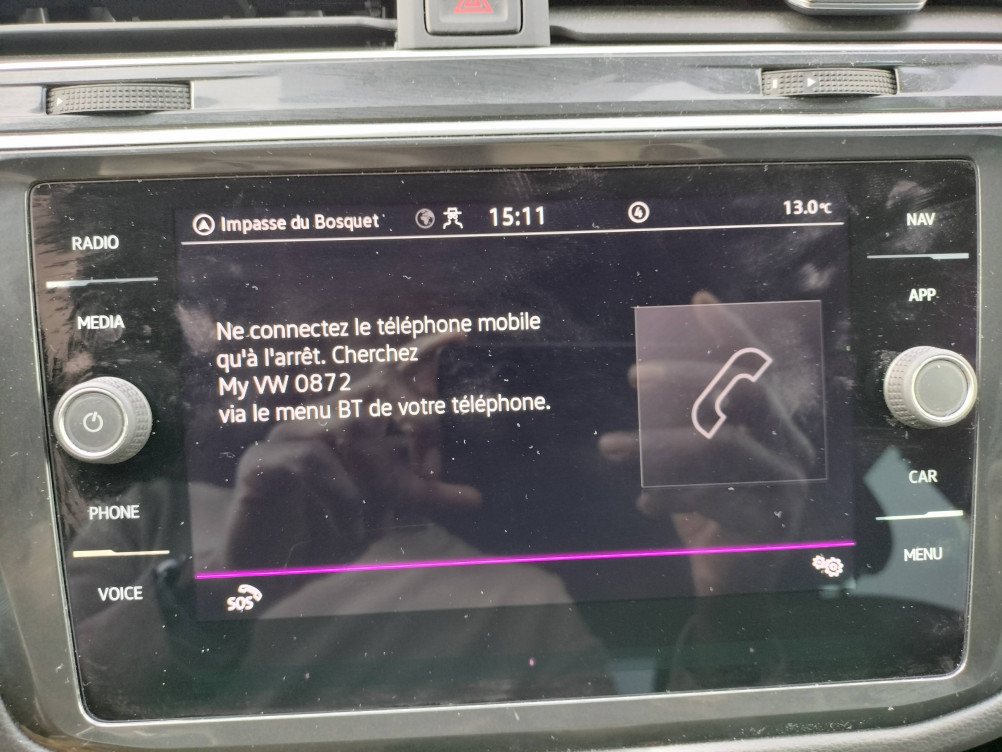 Impasse du Bosquet 15:11 4 13.0°C
RADIO
MEDIA
PHONE
VOICE
Ne connectez le téléphone mobile
qu'à l'arrêt. Cherchez
My VW 0872
via le menu BT de votre téléphone.
SOS
NAV
APP
CAR
MENU